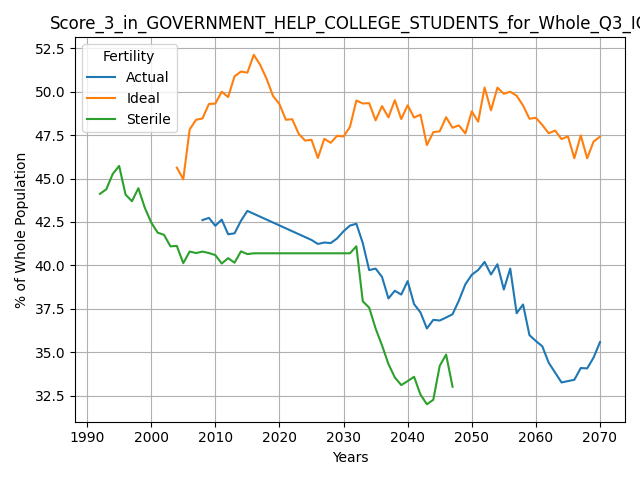 Score_3_in_GOVERNMENT_HELP_COLLEGE_STUDENTS_for_Whole_Q3_IC
Fertility
Actual
Ideal
Sterile
% of Whole Population
52.5
50.0
47.5
45.0
42.5
40.0
37.5
35.0
32.5
1990 2000 2010 2020 2030 2040 2050 2060 2070
Years